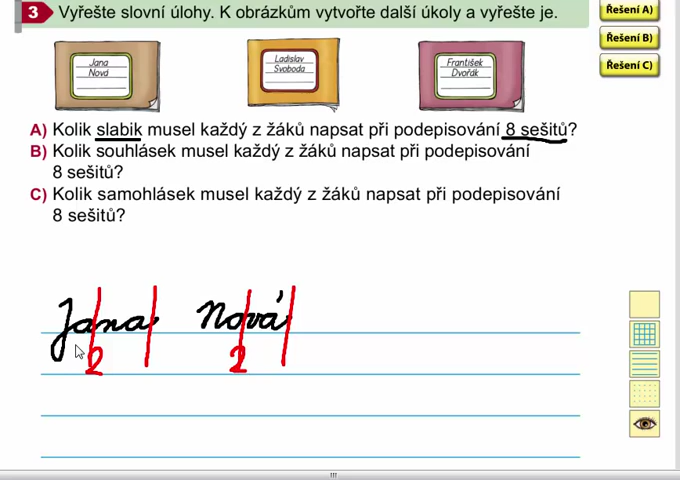 3 Vyřešte slovní úlohy. K obrázkům vytvořte další úkoly a vyřešte je.
Řešení A)
Řešení B)
Řešení C)
Jana
Nová
Ladislav
Svoboda
František
Dvořák
A) Kolik slabik musel každý z žáků napsat při podepisování 8 sešitů?
B) Kolik souhlásek musel každý z žáků napsat při podepisování
8 sešitů?
C) Kolik samohlásek musel každý z žáků napsat při podepisování
8 sešitů?
Jana Nová
2 2